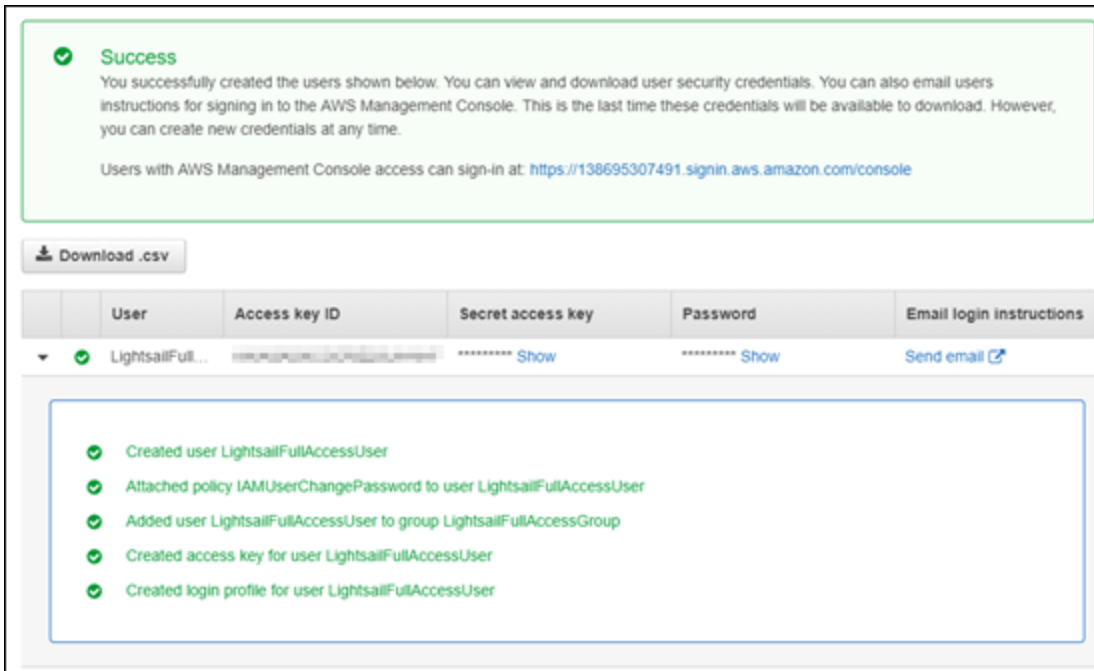 Success
You successfully created the users shown below. You can view and download user security credentials. You can also email users
instructions for signing in to the AWS Management Console. This is the last time these credentials will be available to download. However,
you can create new credentials at any time.
Users with AWS Management Console access can sign-in at: https://138695307491.signin.aws.amazon.com/console
Download .csv
User Access key ID Secret access key Password Email login instructions
LightsailFull... ********* Show ********* Show Send email
Created user LightsailFullAccessUser
Attached policy IAMUserChangePassword to user LightsailFullAccessUser
Added user LightsailFullAccessUser to group LightsailFullAccessGroup
Created access key for user LightsailFullAccessUser
Created login profile for user LightsailFullAccessUser